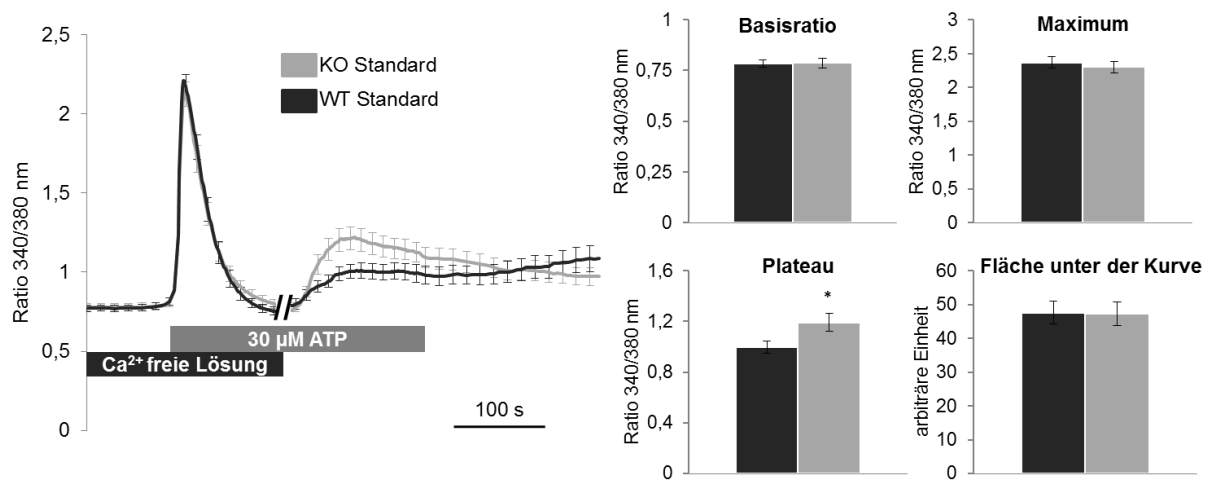 2,5
2
1,5
1
0,5
0
Ratio 340/380 nm
KO Standard
WT Standard
30 µM ATP
Ca²⁺ freie Lösung
100 s
Basisratio
1
0,75
0,5
0,25
0
Ratio 340/380 nm
Maximum
3
2,5
2
1,5
1
0,5
0
Ratio 340/380 nm
Plateau
1,6
1,2
0,8
0,4
0
Ratio 340/380 nm
*
Fläche unter der Kurve
60
50
40
30
20
10
0
arbiträre Einheit